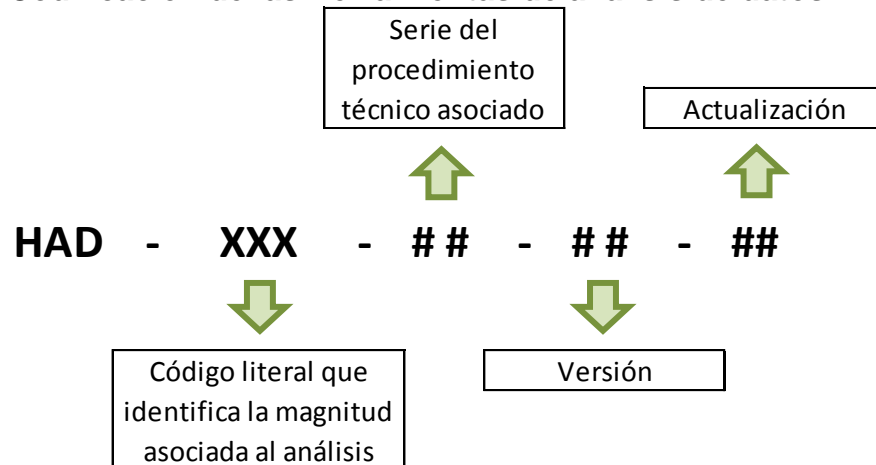 Serie del
procedimiento
técnico asociado
Actualización
HAD - XXX - # # - # # - ##
Código literal que
identifica la magnitud
asociada al análisis
Versión